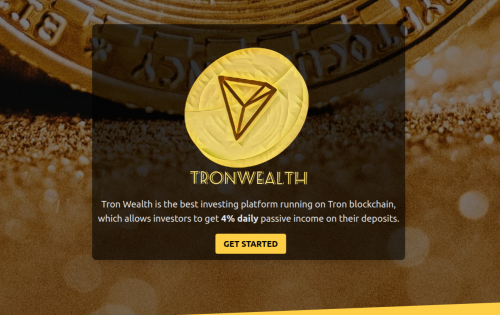 TRONWEALTH
Tron Wealth is the best investing platform running on Tron blockchain,
which allows investors to get 4% daily passive income on their deposits.
GET STARTED